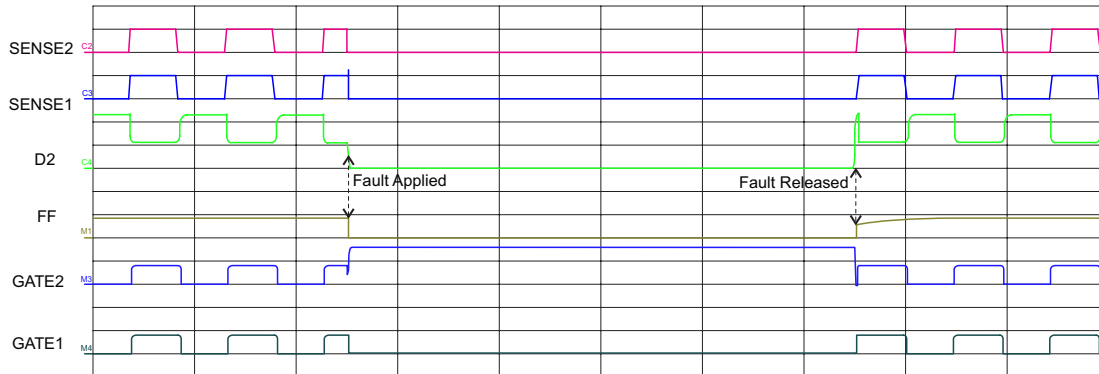 SENSE2
C2
SENSE1
C3
D2
C4
Fault Applied
Fault Released
FF
M1
GATE2
M3
GATE1
M4